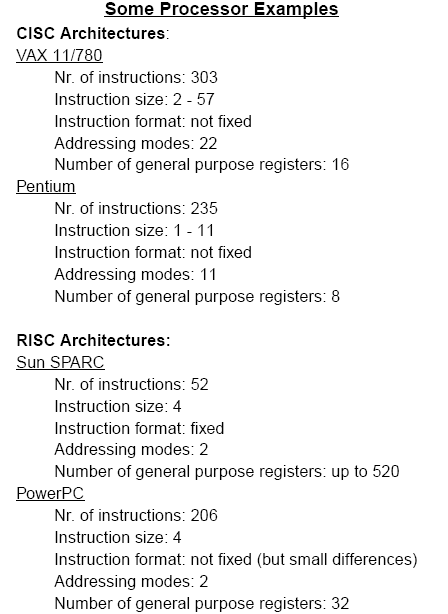 Some Processor Examples
CISC Architectures:
VAX 11/780
Nr. of instructions: 303
Instruction size: 2 - 57
Instruction format: not fixed
Addressing modes: 22
Number of general purpose registers: 16
Pentium
Nr. of instructions: 235
Instruction size: 1 - 11
Instruction format: not fixed
Addressing modes: 11
Number of general purpose registers: 8
RISC Architectures:
Sun SPARC
Nr. of instructions: 52
Instruction size: 4
Instruction format: fixed
Addressing modes: 2
Number of general purpose registers: up to 520
PowerPC
Nr. of instructions: 206
Instruction size: 4
Instruction format: not fixed (but small differences)
Addressing modes: 2
Number of general purpose registers: 32